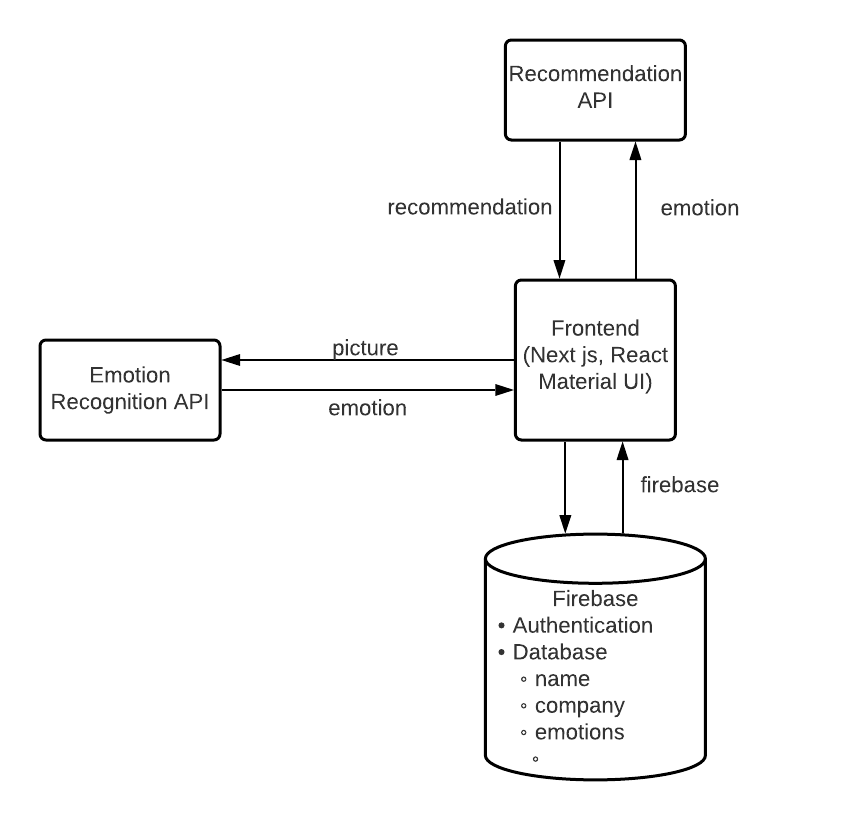 Recommendation
API
recommendation
emotion
Frontend
(Next js, React
Material UI)
picture
Emotion
Recognition API
emotion
firebase
Firebase
• Authentication
• Database
◦ name
◦ company
◦ emotions
◦